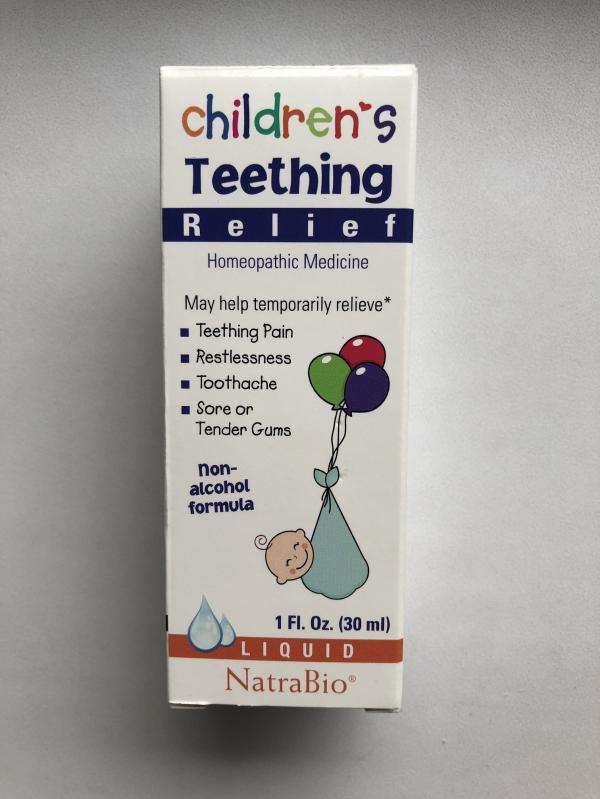 children's
Teething
Relief
Homeopathic Medicine
May help temporarily relieve*
■ Teething Pain
■ Restlessness
■ Toothache
■ Sore or
Tender Gums
Non-
alcohol
formula
1 Fl. Oz. (30 ml)
LIQUID
NatraBio®